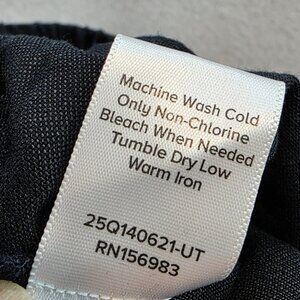 Machine Wash Cold
Only Non-Chlorine
Bleach When Needed
Tumble Dry Low
Warm Iron
25Q140621-UT
RN156983